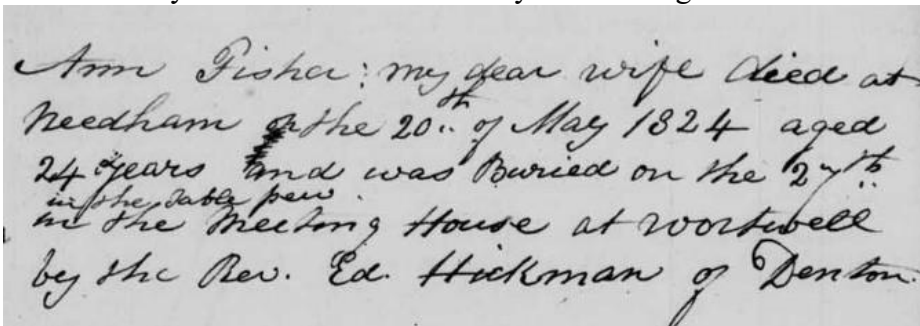 Ann Fisher: my dear wife died at
Needham on the 20th of May 1824 aged
24 years and was Buried on the 27th
in the Table pew
in the Meeting House at Wortwell
by the Rev. Ed. Hickman of Denton.